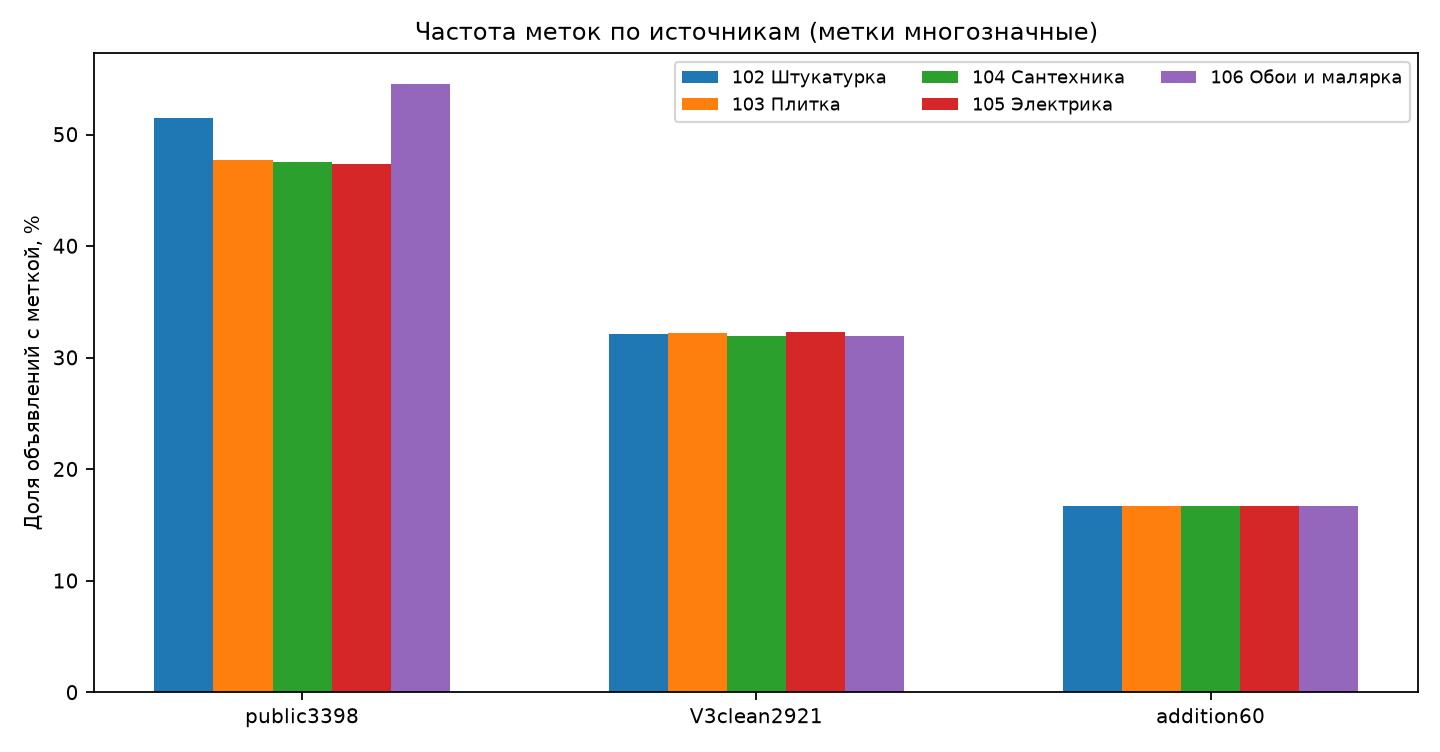 Частота меток по источникам (метки многозначные)
102 Штукатурка
103 Плитка
104 Сантехника
105 Электрика
106 Обои и малярка
Доля объявлений с меткой, %
50
40
30
20
10
0
public3398
V3clean2921
addition60